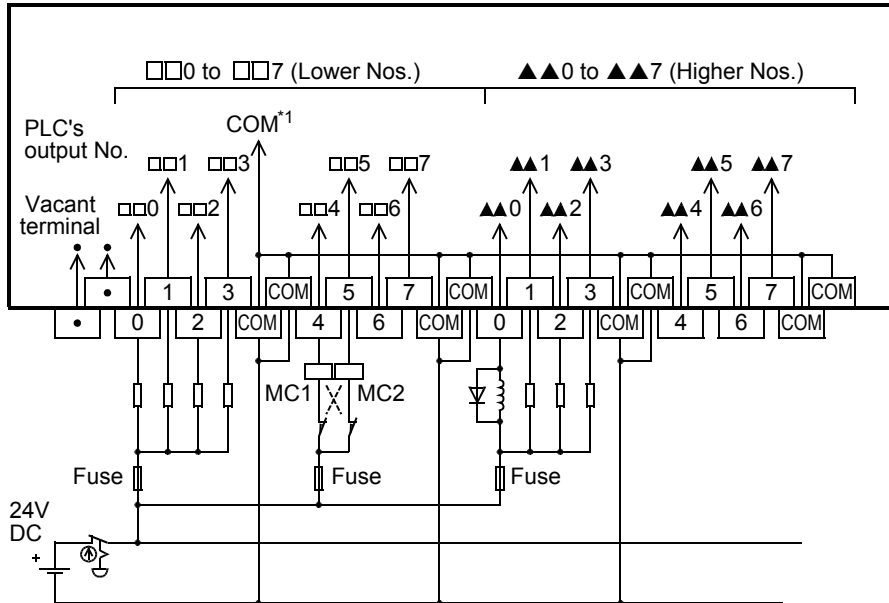 □□0 to □□7 (Lower Nos.) ▲▲0 to ▲▲7 (Higher Nos.)
PLC's output No.
COM*1
□□1 □□3 □□5 □□7 ▲▲1 ▲▲3 ▲▲5 ▲▲7
Vacant terminal
□□0 □□2 □□4 □□6 ▲▲0 ▲▲2 ▲▲4 ▲▲6
• •
• 1 3 COM 5 7 COM 1 3 COM 5 7 COM
• 0 2 COM 4 6 COM 0 2 COM 4 6 COM
MC1 MC2
Fuse Fuse Fuse
24V
DC
+